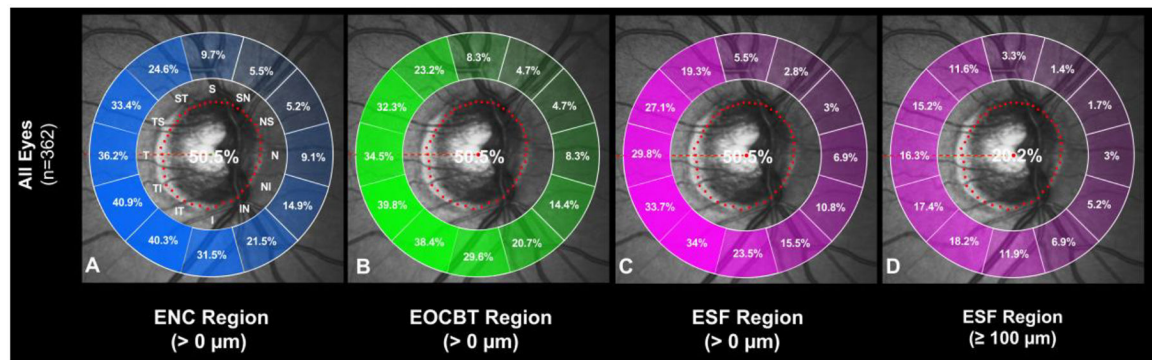 All Eyes
(n=362)
9.7%
5.5%
5.2%
9.1%
14.9%
21.5%
31.5%
40.3%
40.9%
36.2%
33.4%
24.6%
S
SN
NS
N
NI
IN
I
IT
TI
T
TS
ST
50.5%
A
8.3%
4.7%
4.7%
8.3%
14.4%
20.7%
29.6%
38.4%
39.8%
34.5%
32.3%
23.2%
50.5%
B
5.5%
2.8%
3%
6.9%
10.8%
15.5%
23.5%
34%
33.7%
29.8%
27.1%
19.3%
50.5%
C
3.3%
1.4%
1.7%
3%
5.2%
6.9%
11.9%
18.2%
17.4%
16.3%
15.2%
11.6%
20.2%
D
ENC Region
(> 0 µm)
EOCBT Region
(> 0 µm)
ESF Region
(> 0 µm)
ESF Region
(≥ 100 µm)